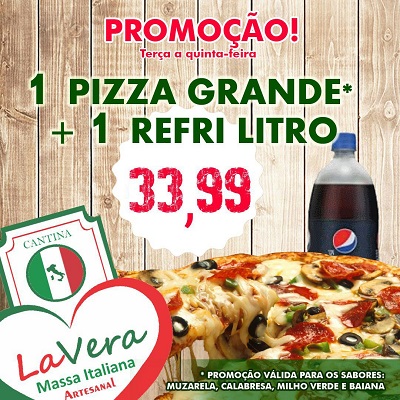 PROMOÇÃO!
Terça a quinta-feira
1 PIZZA GRANDE*
+ 1 REFRI LITRO
33,99
pepsi
CANTINA
LaVera
Massa Italiana
ARTESANAL
* PROMOÇÃO VÁLIDA PARA OS SABORES:
MUZARELA, CALABRESA, MILHO VERDE E BAIANA